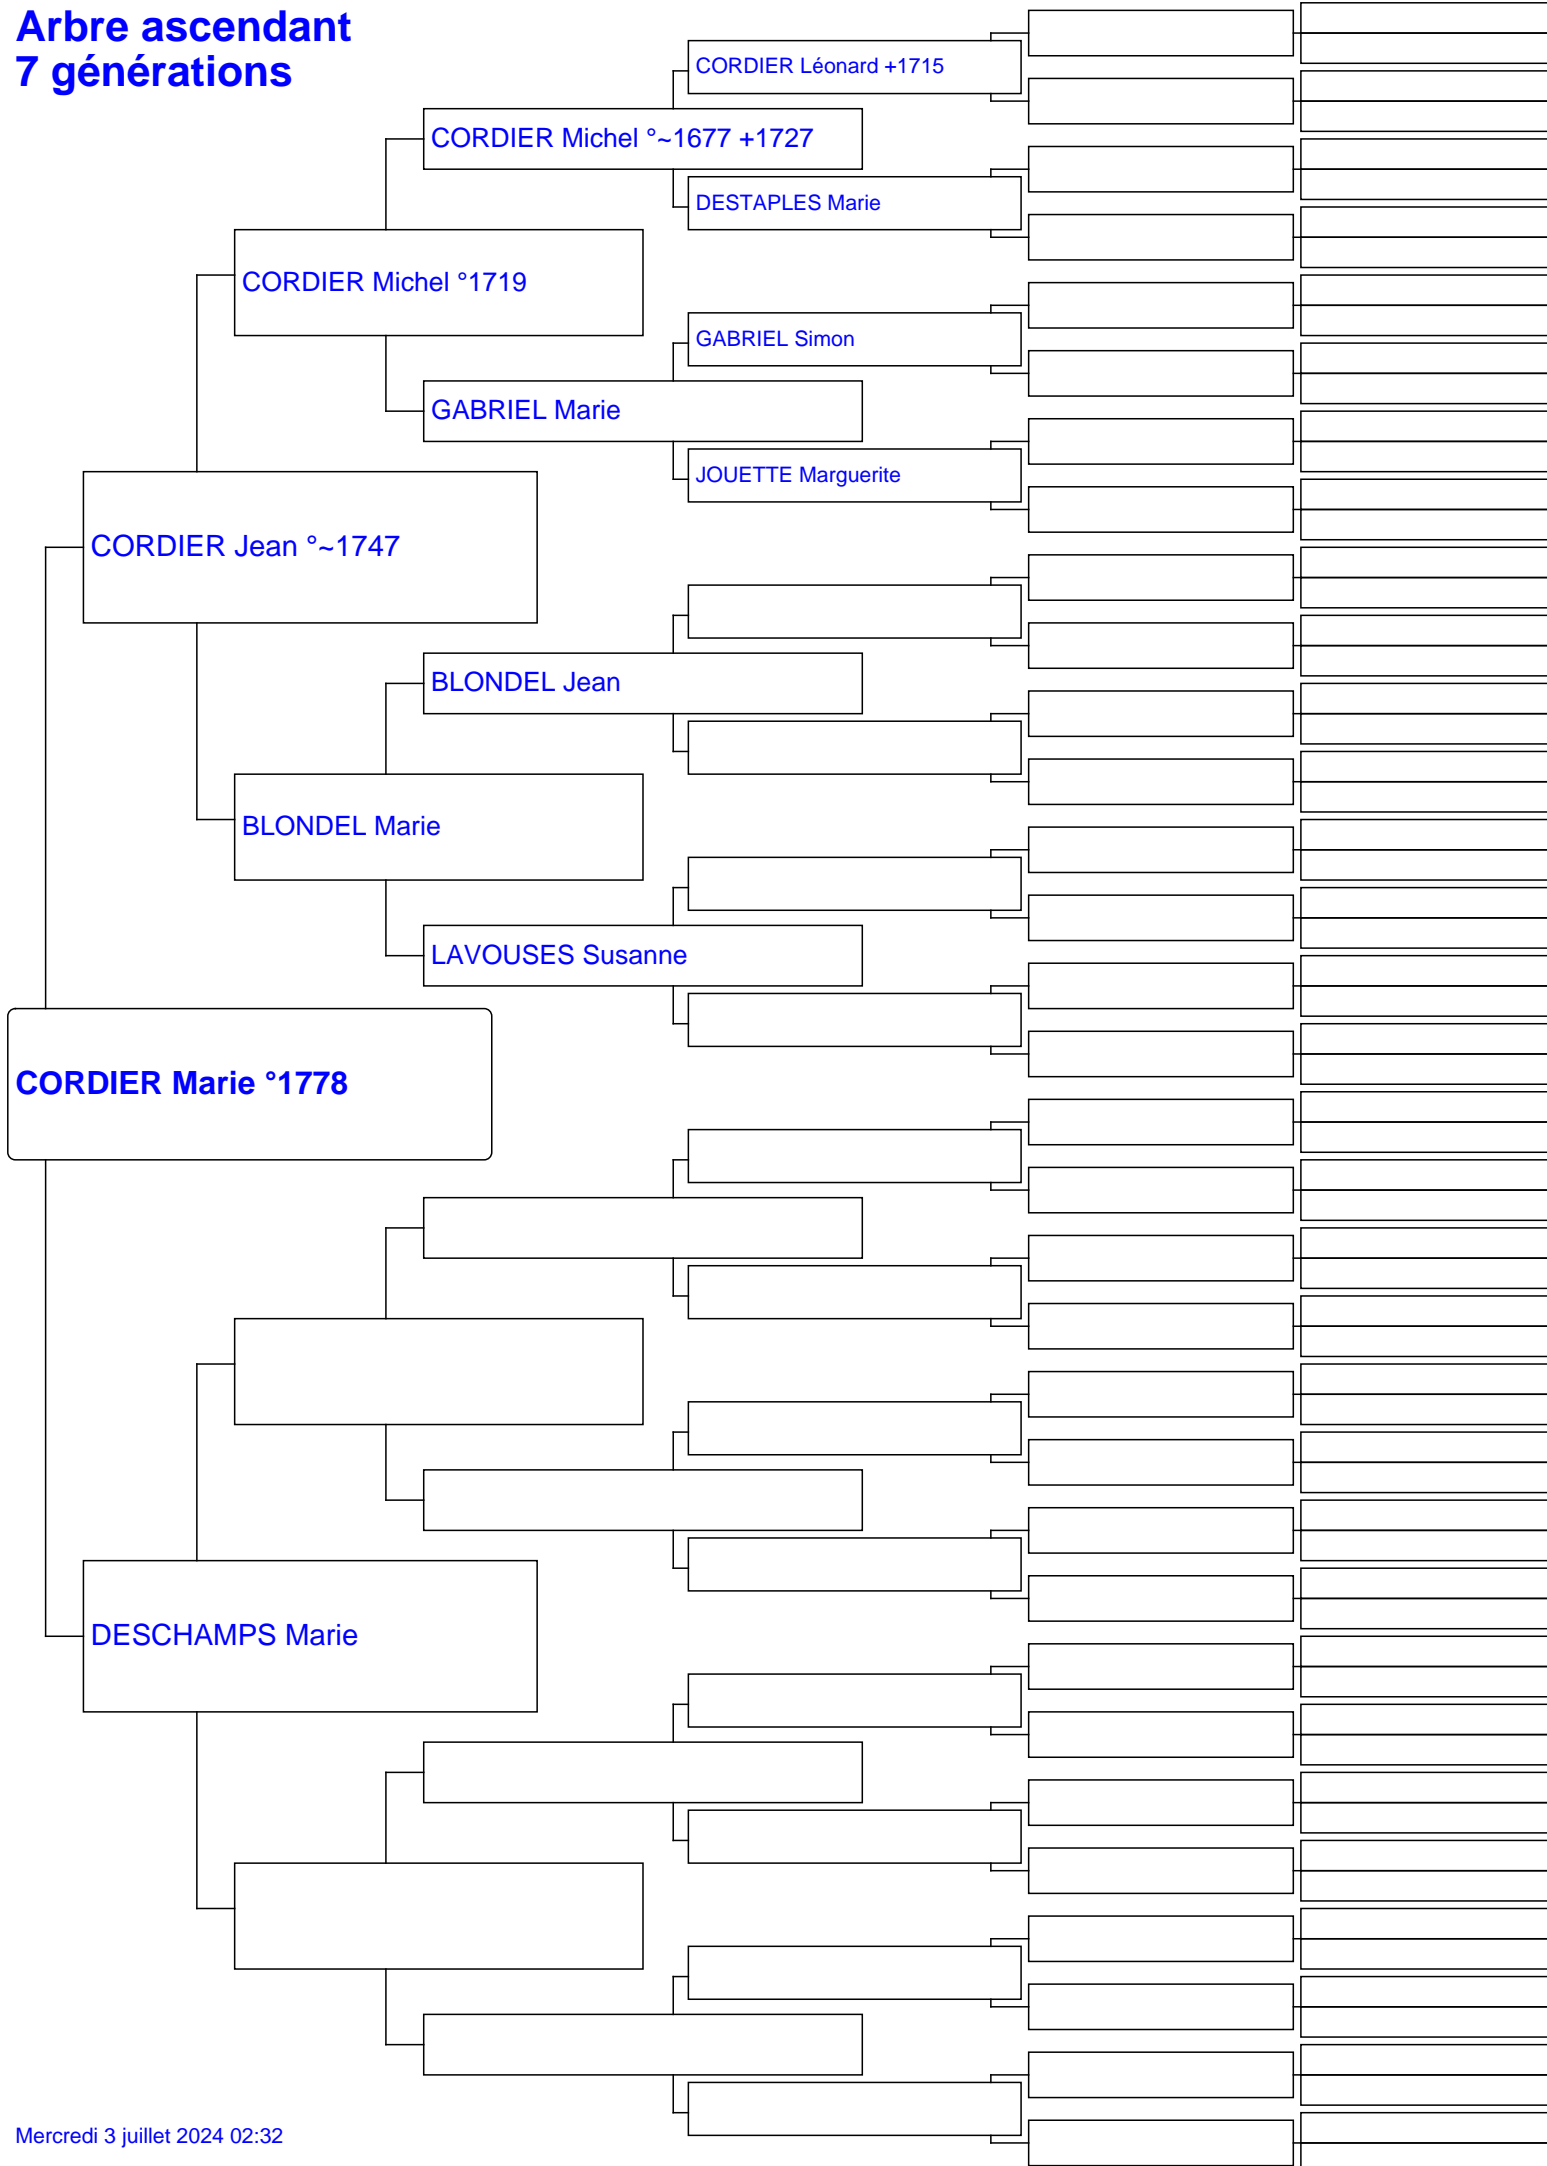 Arbre ascendant
7 générations
CORDIER Léonard +1715
CORDIER Michel °~1677 +1727
DESTAPLES Marie
CORDIER Michel °1719
GABRIEL Simon
GABRIEL Marie
JOUETTE Marguerite
CORDIER Jean °~1747
BLONDEL Jean
BLONDEL Marie
LAVOUSES Susanne
CORDIER Marie °1778
DESCHAMPS Marie
Mercredi 3 juillet 2024 02:32